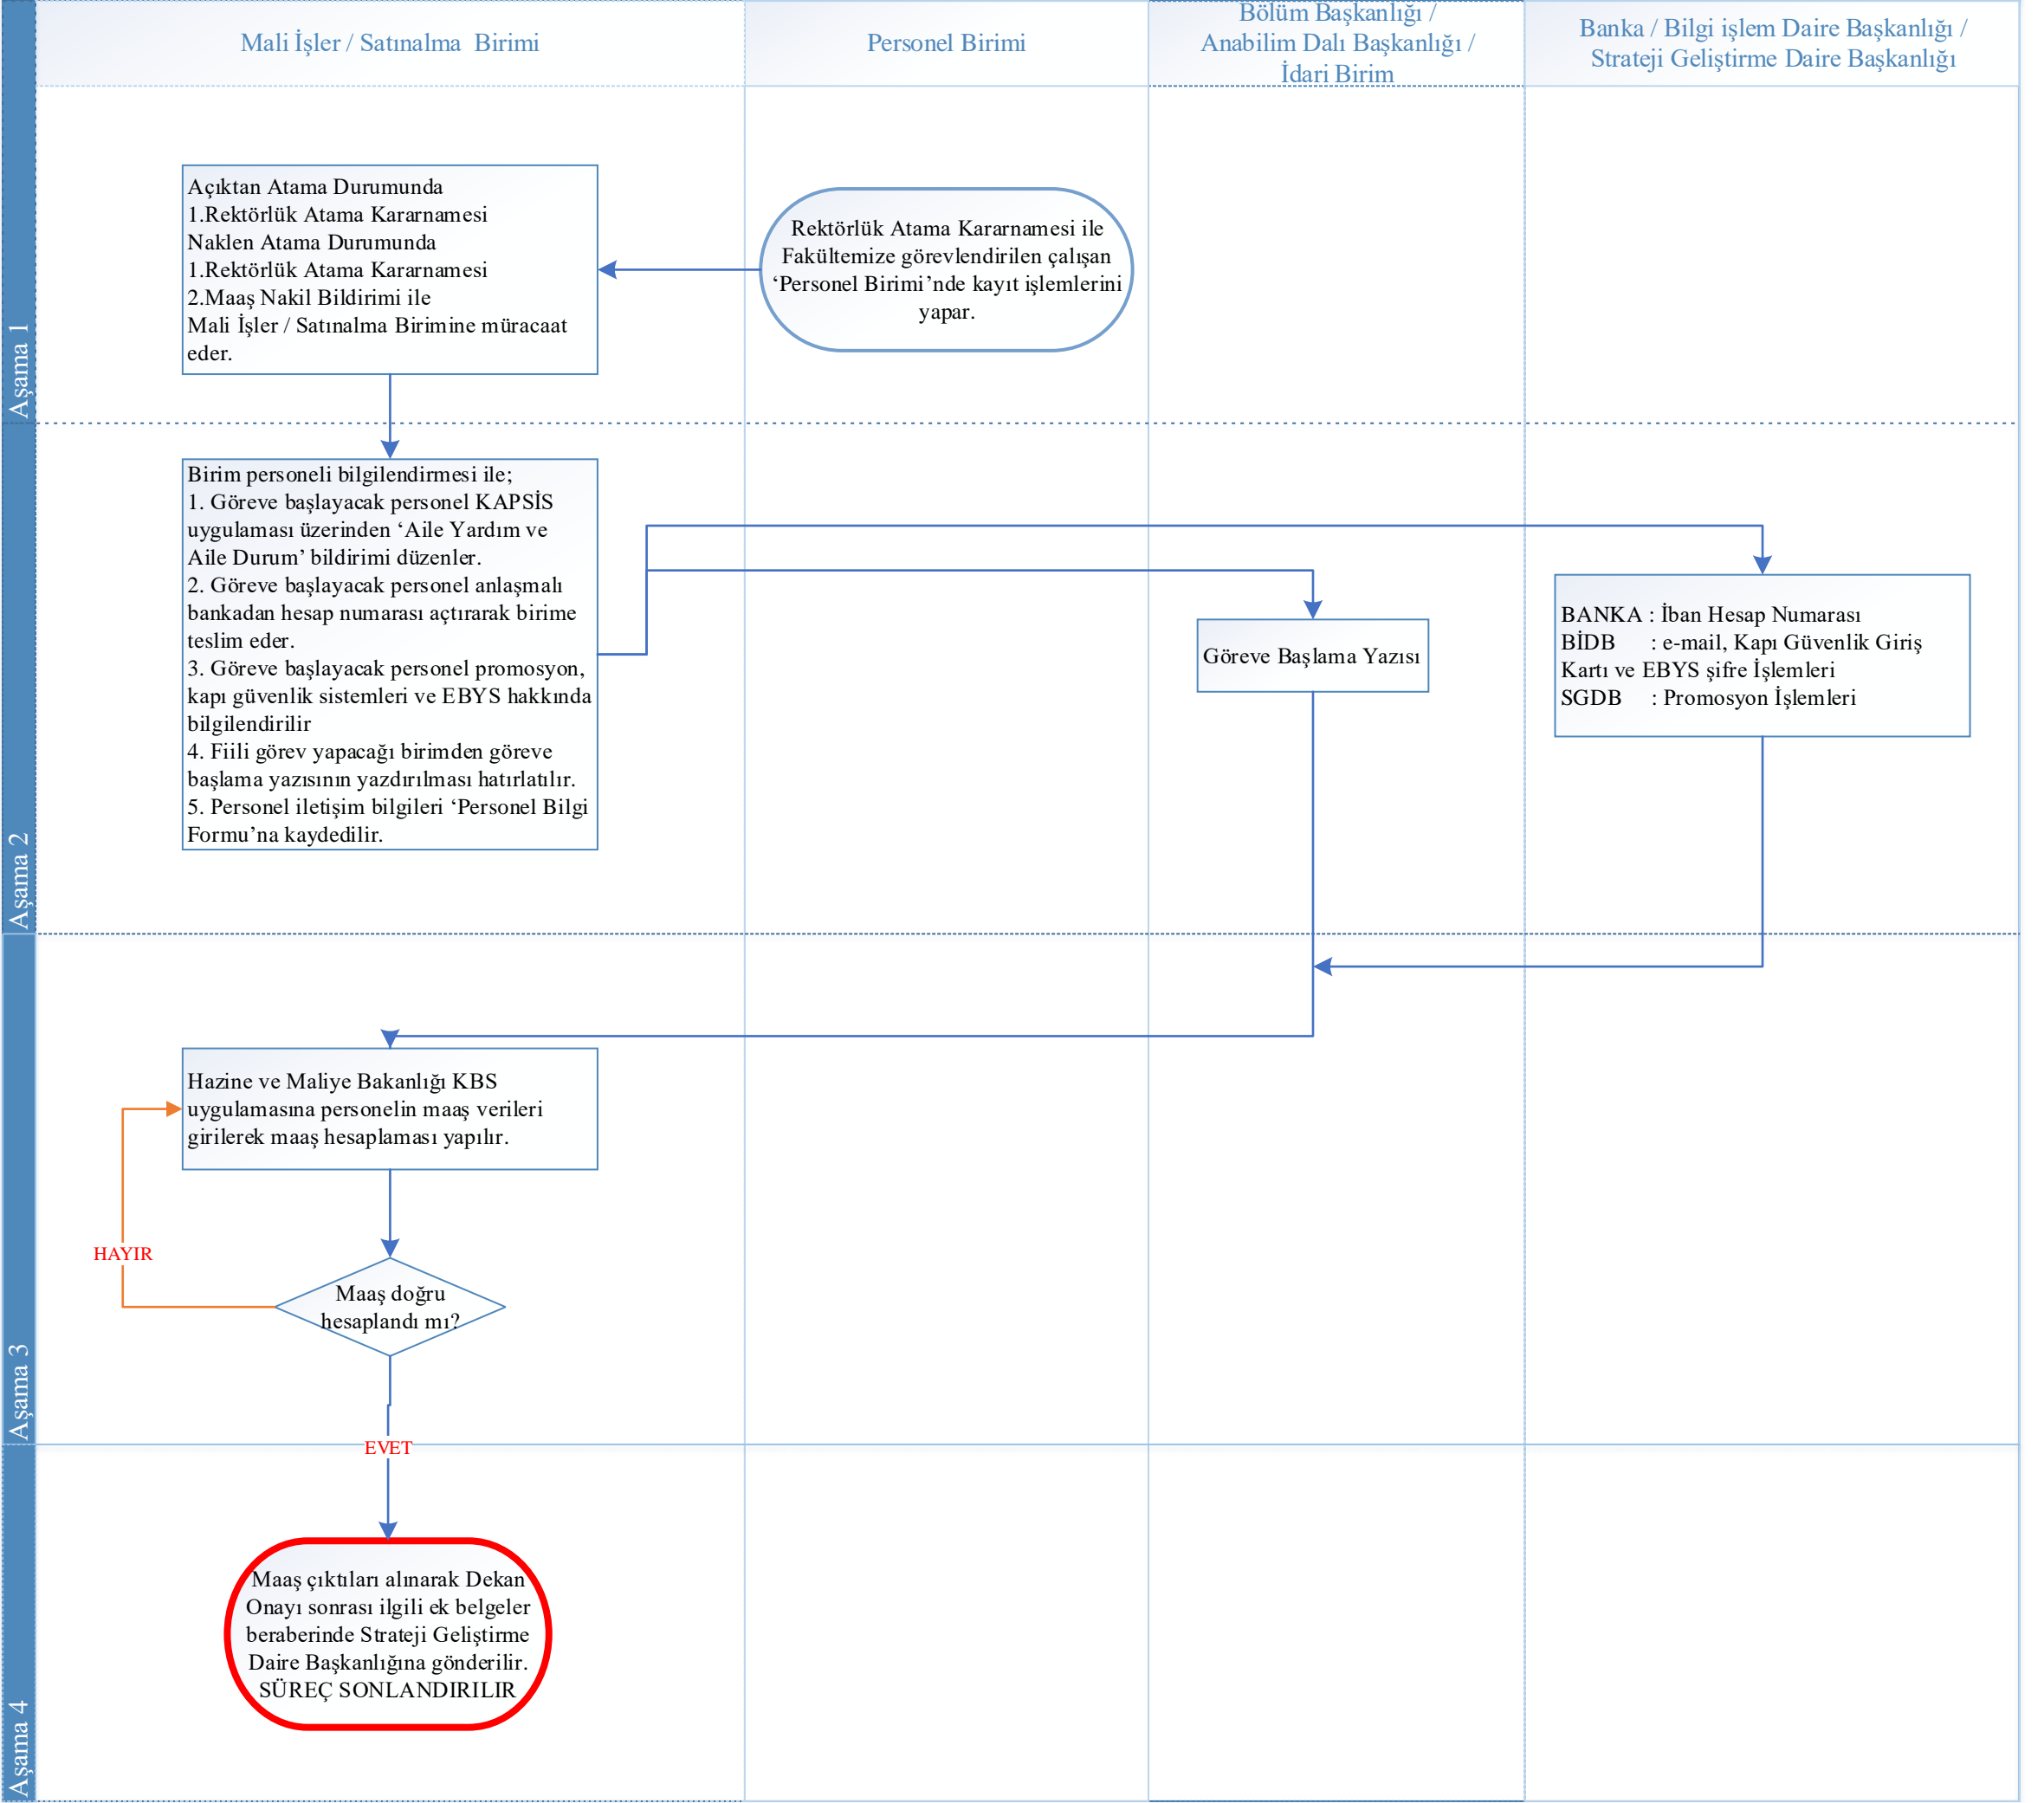 Mali İşler / Satınalma  Birimi
Personel Birimi
Bölüm Başkanlığı /
Anabilim Dalı Başkanlığı /
İdari Birim
Banka / Bilgi işlem Daire Başkanlığı /
Strateji Geliştirme Daire Başkanlığı
Aşama 1
Açıktan Atama Durumunda
1.Rektörlük Atama Kararnamesi
Naklen Atama Durumunda
1.Rektörlük Atama Kararnamesi
2.Maaş Nakil Bildirimi ile
Mali İşler / Satınalma Birimine müracaat
eder.
Rektörlük Atama Kararnamesi ile
Fakültemize görevlendirilen çalışan
‘Personel Birimi’nde kayıt işlemlerini
yapar.
Aşama 2
Birim personeli bilgilendirmesi ile;
1. Göreve başlayacak personel KAPSİS
uygulaması üzerinden ‘Aile Yardım ve
Aile Durum’ bildirimi düzenler.
2. Göreve başlayacak personel anlaşmalı
bankadan hesap numarası açtırarak birime
teslim eder.
3. Göreve başlayacak personel promosyon,
kapı güvenlik sistemleri ve EBYS hakkında
bilgilendirilir
4. Fiili görev yapacağı birimden göreve
başlama yazısının yazdırılması hatırlatılır.
5. Personel iletişim bilgileri ‘Personel Bilgi
Formu’na kaydedilir.
Göreve Başlama Yazısı
BANKA : İban Hesap Numarası
BİDB     : e-mail, Kapı Güvenlik Giriş
Kartı ve EBYS şifre İşlemleri
SGDB     : Promosyon İşlemleri
Aşama 3
Hazine ve Maliye Bakanlığı KBS
uygulamasına personelin maaş verileri
girilerek maaş hesaplaması yapılır.
HAYIR
Maaş doğru
hesaplandı mı?
EVET
Aşama 4
Maaş çıktıları alınarak Dekan
Onayı sonrası ilgili ek belgeler
beraberinde Strateji Geliştirme
Daire Başkanlığına gönderilir.
SÜREÇ SONLANDIRILIR